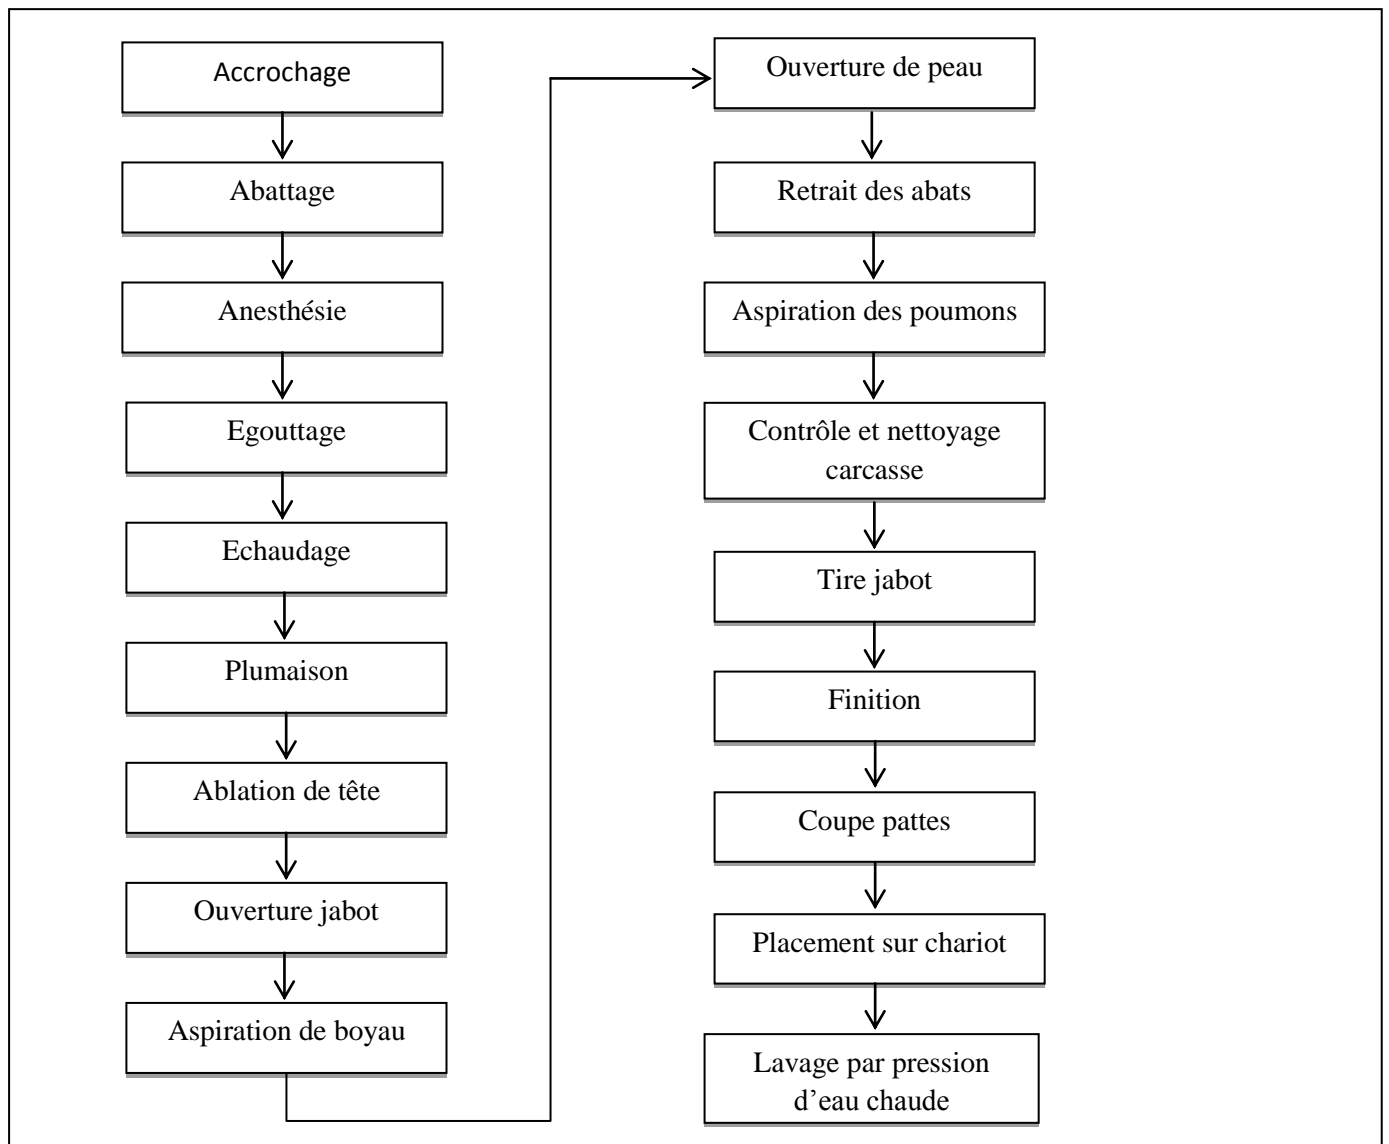 Accrochage
Abattage
Anesthésie
Egouttage
Echaudage
Plumaison
Ablation de tête
Ouverture jabot
Aspiration de boyau
Ouverture de peau
Retrait des abats
Aspiration des poumons
Contrôle et nettoyage
carcasse
Tire jabot
Finition
Coupe pattes
Placement sur chariot
Lavage par pression
d’eau chaude